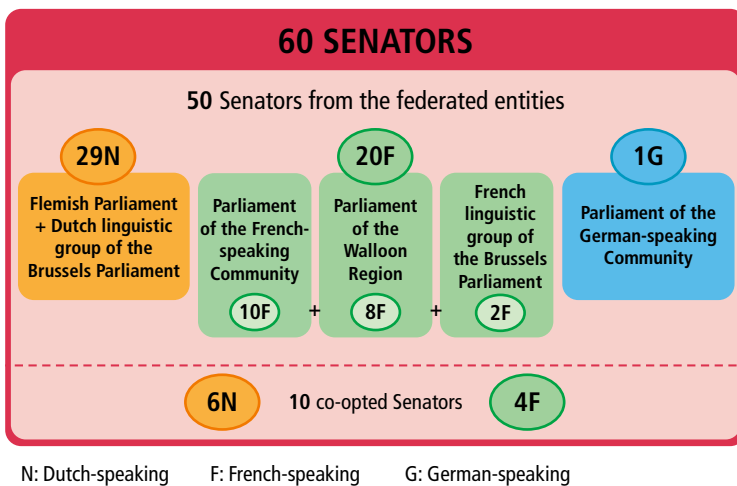 60 SENATORS
50 Senators from the federated entities
29N
Flemish Parliament
+ Dutch linguistic
group of the
Brussels Parliament
20F
Parliament
of the French-
speaking
Community
10F
+
Parliament
of the
Walloon
Region
8F
+
French
linguistic
group of
the Brussels
Parliament
2F
1G
Parliament of the
German-speaking
Community
6N
10 co-opted Senators
4F
N: Dutch-speaking F: French-speaking G: German-speaking